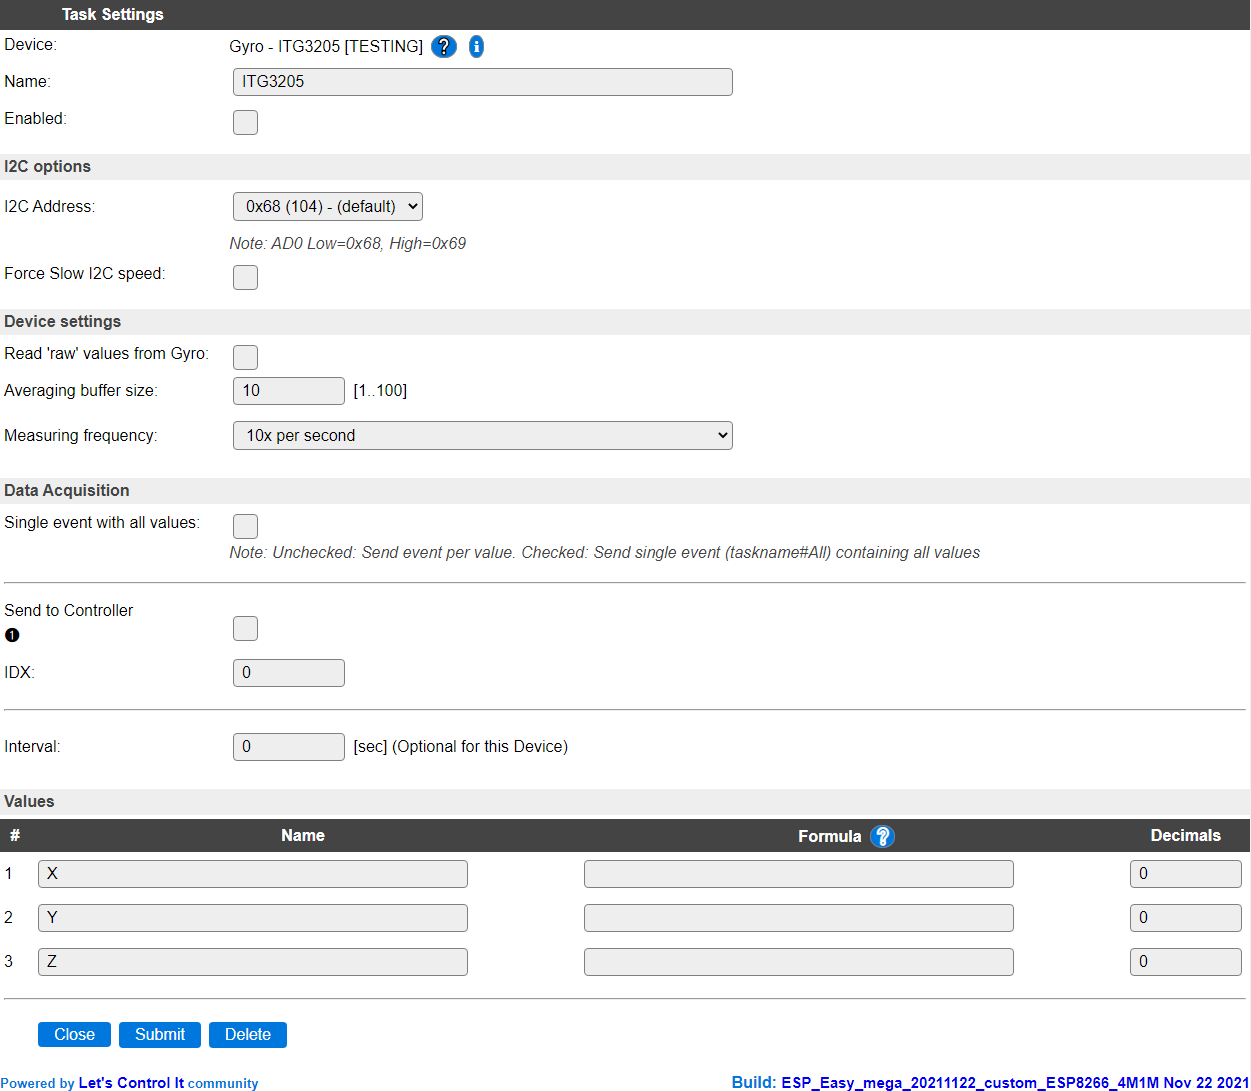 Task Settings
Device: Gyro - ITG3205 [TESTING] ? i
Name: ITG3205
Enabled:
I2C options
I2C Address: 0x68 (104) - (default)
Note: AD0 Low=0x68, High=0x69
Force Slow I2C speed:
Device settings
Read 'raw' values from Gyro:
Averaging buffer size: 10 [1..100]
Measuring frequency: 10x per second
Data Acquisition
Single event with all values:
Note: Unchecked: Send event per value. Checked: Send single event (taskname#All) containing all values
Send to Controller
❶
IDX: 0
Interval: 0 [sec] (Optional for this Device)
Values
# Name Formula ? Decimals
1 X 0
2 Y 0
3 Z 0
Close Submit Delete
Powered by Let's Control It community Build: ESP_Easy_mega_20211122_custom_ESP8266_4M1M Nov 22 2021